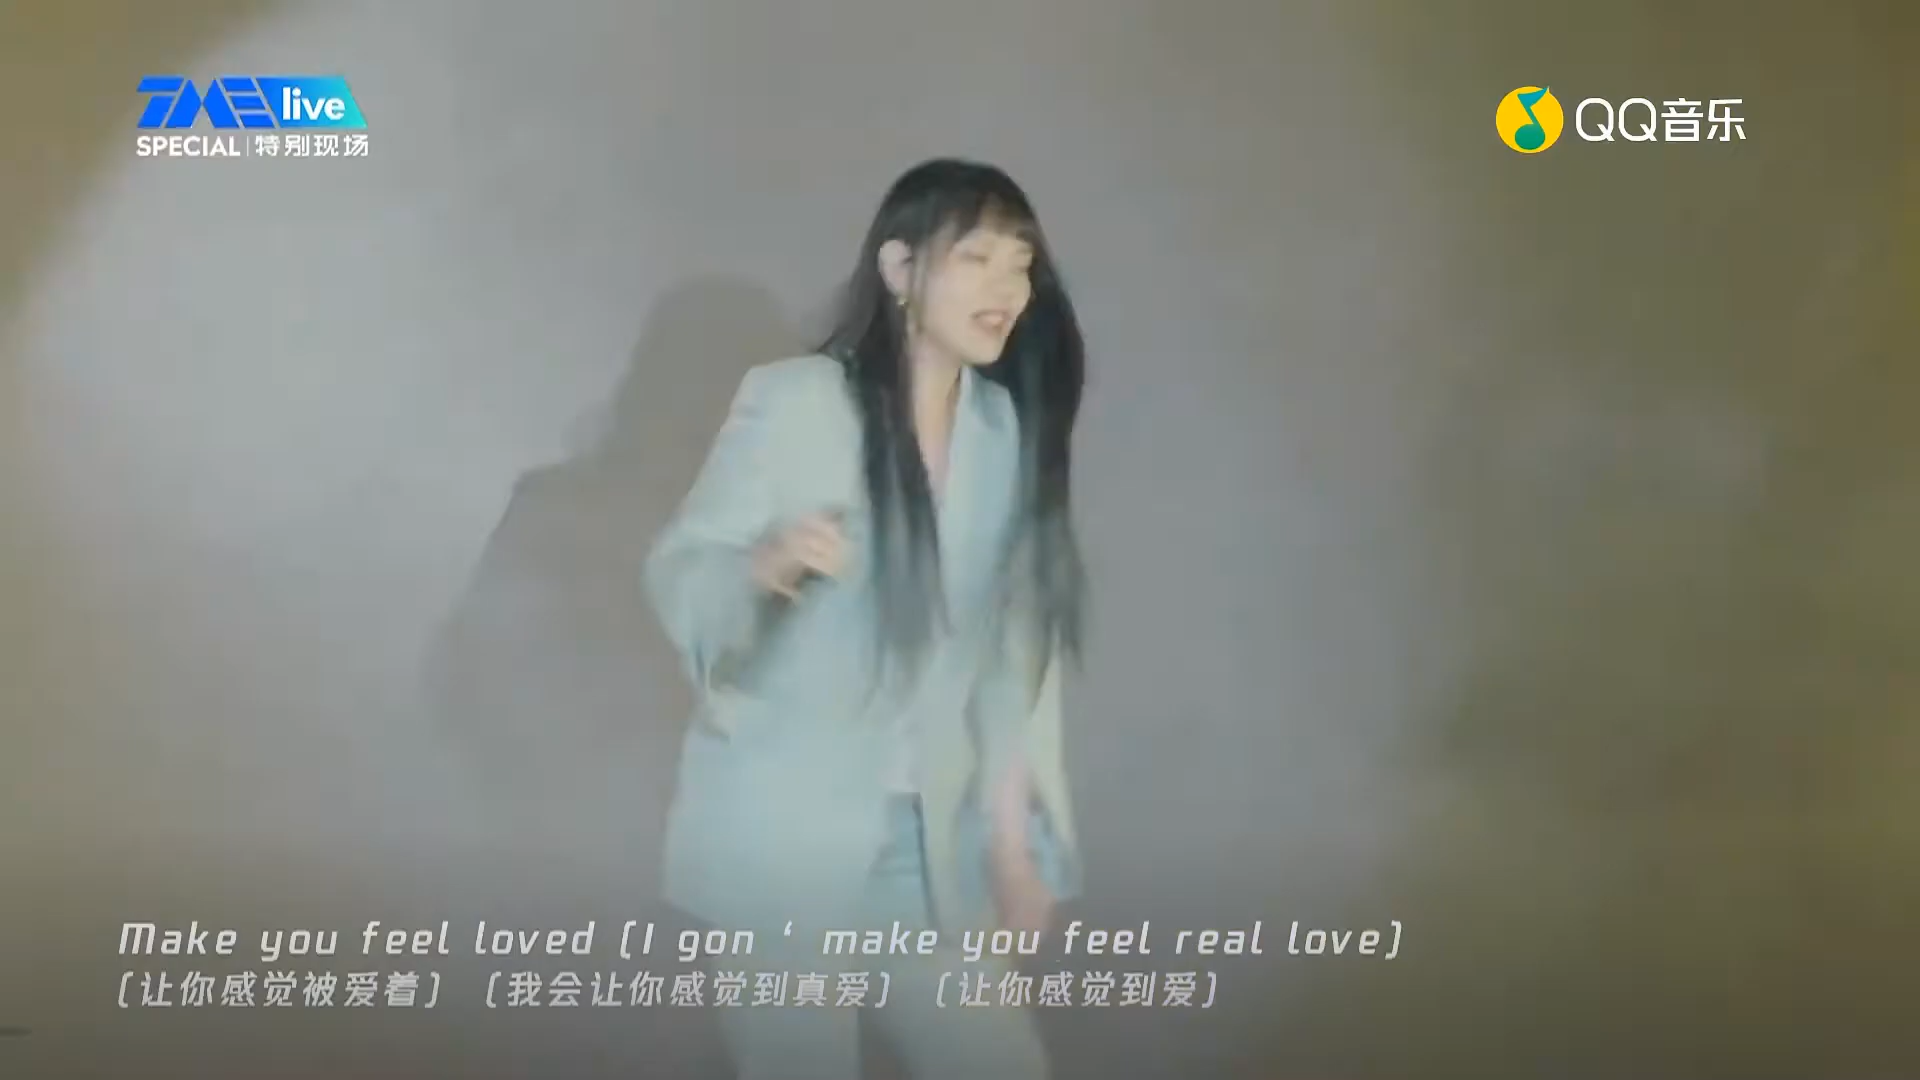 TME live
SPECIAL | 特别现场
QQ音乐
Make you feel loved (I gon ‘ make you feel real love)
(让你感觉被爱着) (我会让你感觉到真爱) (让你感觉到爱)